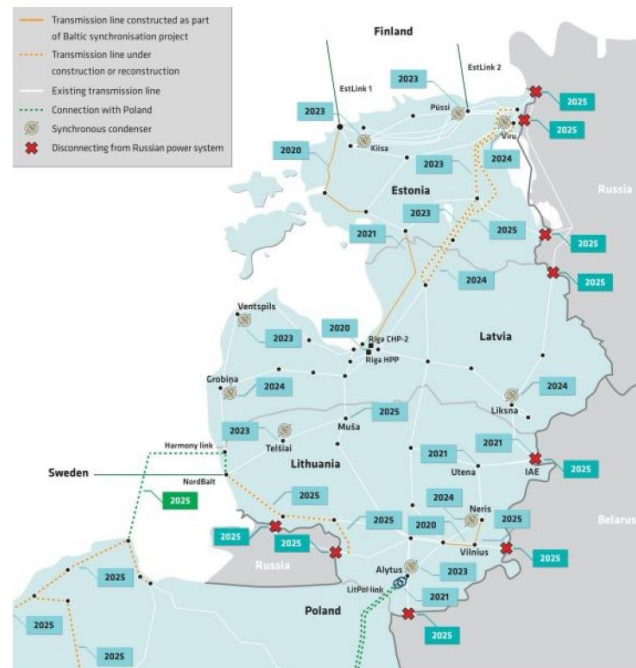 Transmission line constructed as part
of Baltic synchronisation project
Transmission line under
construction or reconstruction
Existing transmission line
Connection with Poland
Synchronous condenser
Disconnecting from Russian power system
Finland
EstLink 2
EstLink 1
2023
2025
2023
Püssi
2025
Kiisa
Viru
2020
2024
2023
Estonia
Russia
2023
2025
2021
2025
2025
2024
Ventspils
2020
Riga CHP-2
Latvia
2023
Riga HPP
Grobiņa
2024
2024
2025
Liksna
2023
Muša
Harmony link
Telšiai
2021
Lithuania
Utena
IAE
2025
Sweden
NordBalt
2025
2025
2024
Neris
Belarus
2025
2020
2025
2025
2025
Vilnius
2025
Russia
Alytus
2023
2025
LitPol link
2021
Poland
2025
2025